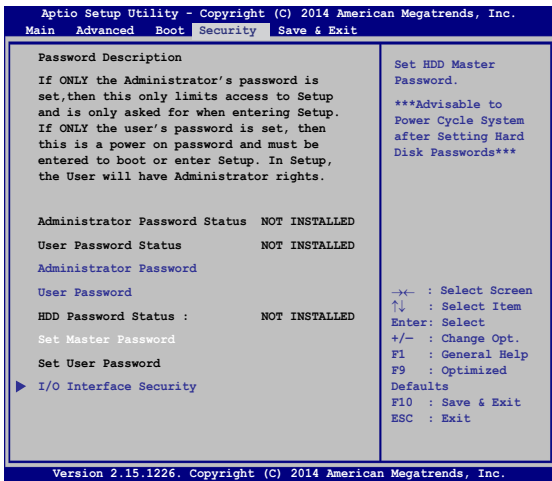 Aptio Setup Utility - Copyright (C) 2014 American Megatrends, Inc.
Main Advanced Boot Security Save & Exit
Password Description
If ONLY the Administrator's password is
set,then this only limits access to Setup
and is only asked for when entering Setup.
If ONLY the user's password is set, then
this is a power on password and must be
entered to boot or enter Setup. In Setup,
the User will have Administrator rights.
Administrator Password Status NOT INSTALLED
User Password Status NOT INSTALLED
Administrator Password
User Password
HDD Password Status : NOT INSTALLED
Set Master Password
Set User Password
I/O Interface Security
Set HDD Master
Password.
***Advisable to
Power Cycle System
after Setting Hard
Disk Passwords***
→← : Select Screen
↑↓ : Select Item
Enter: Select
+/— : Change Opt.
F1 : General Help
F9 : Optimized
Defaults
F10 : Save & Exit
ESC : Exit
Version 2.15.1226. Copyright (C) 2014 American Megatrends, Inc.